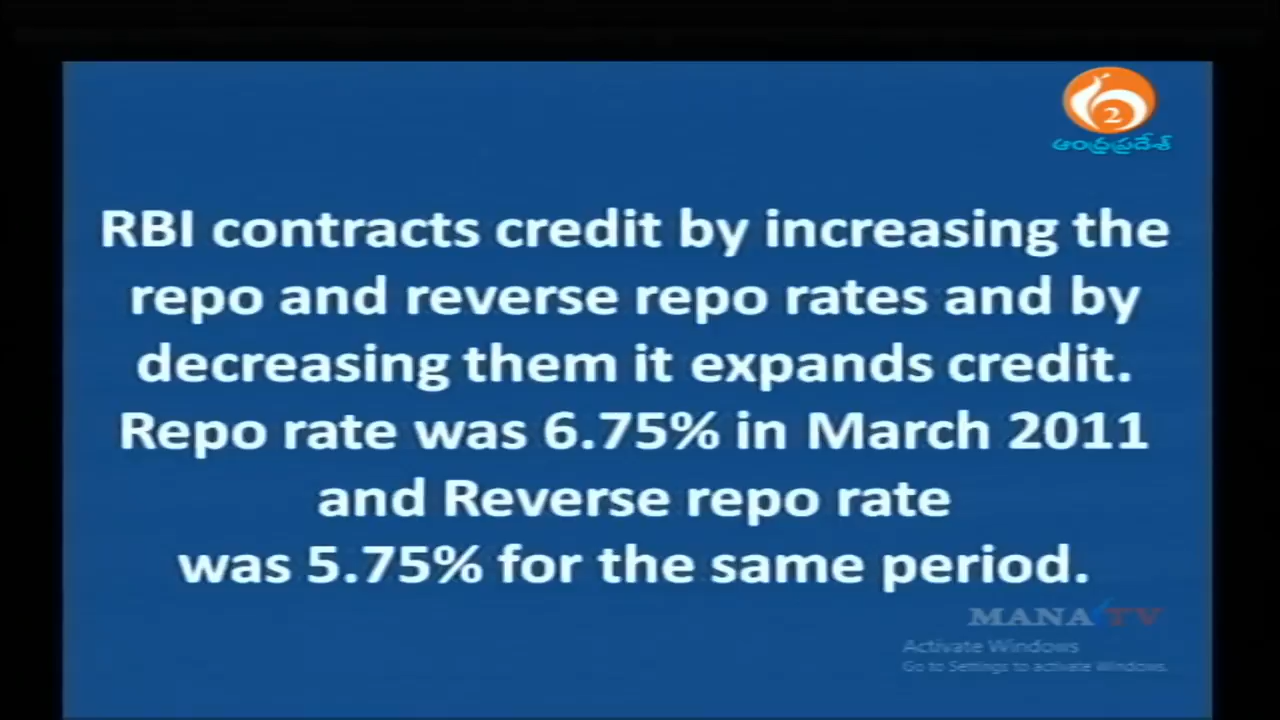 2
ఆంధ్రప్రదేశ్
RBI contracts credit by increasing the
repo and reverse repo rates and by
decreasing them it expands credit.
Repo rate was 6.75% in March 2011
and Reverse repo rate
was 5.75% for the same period.
MANA TV
Activate Windows
Go to Settings to activate Windows.